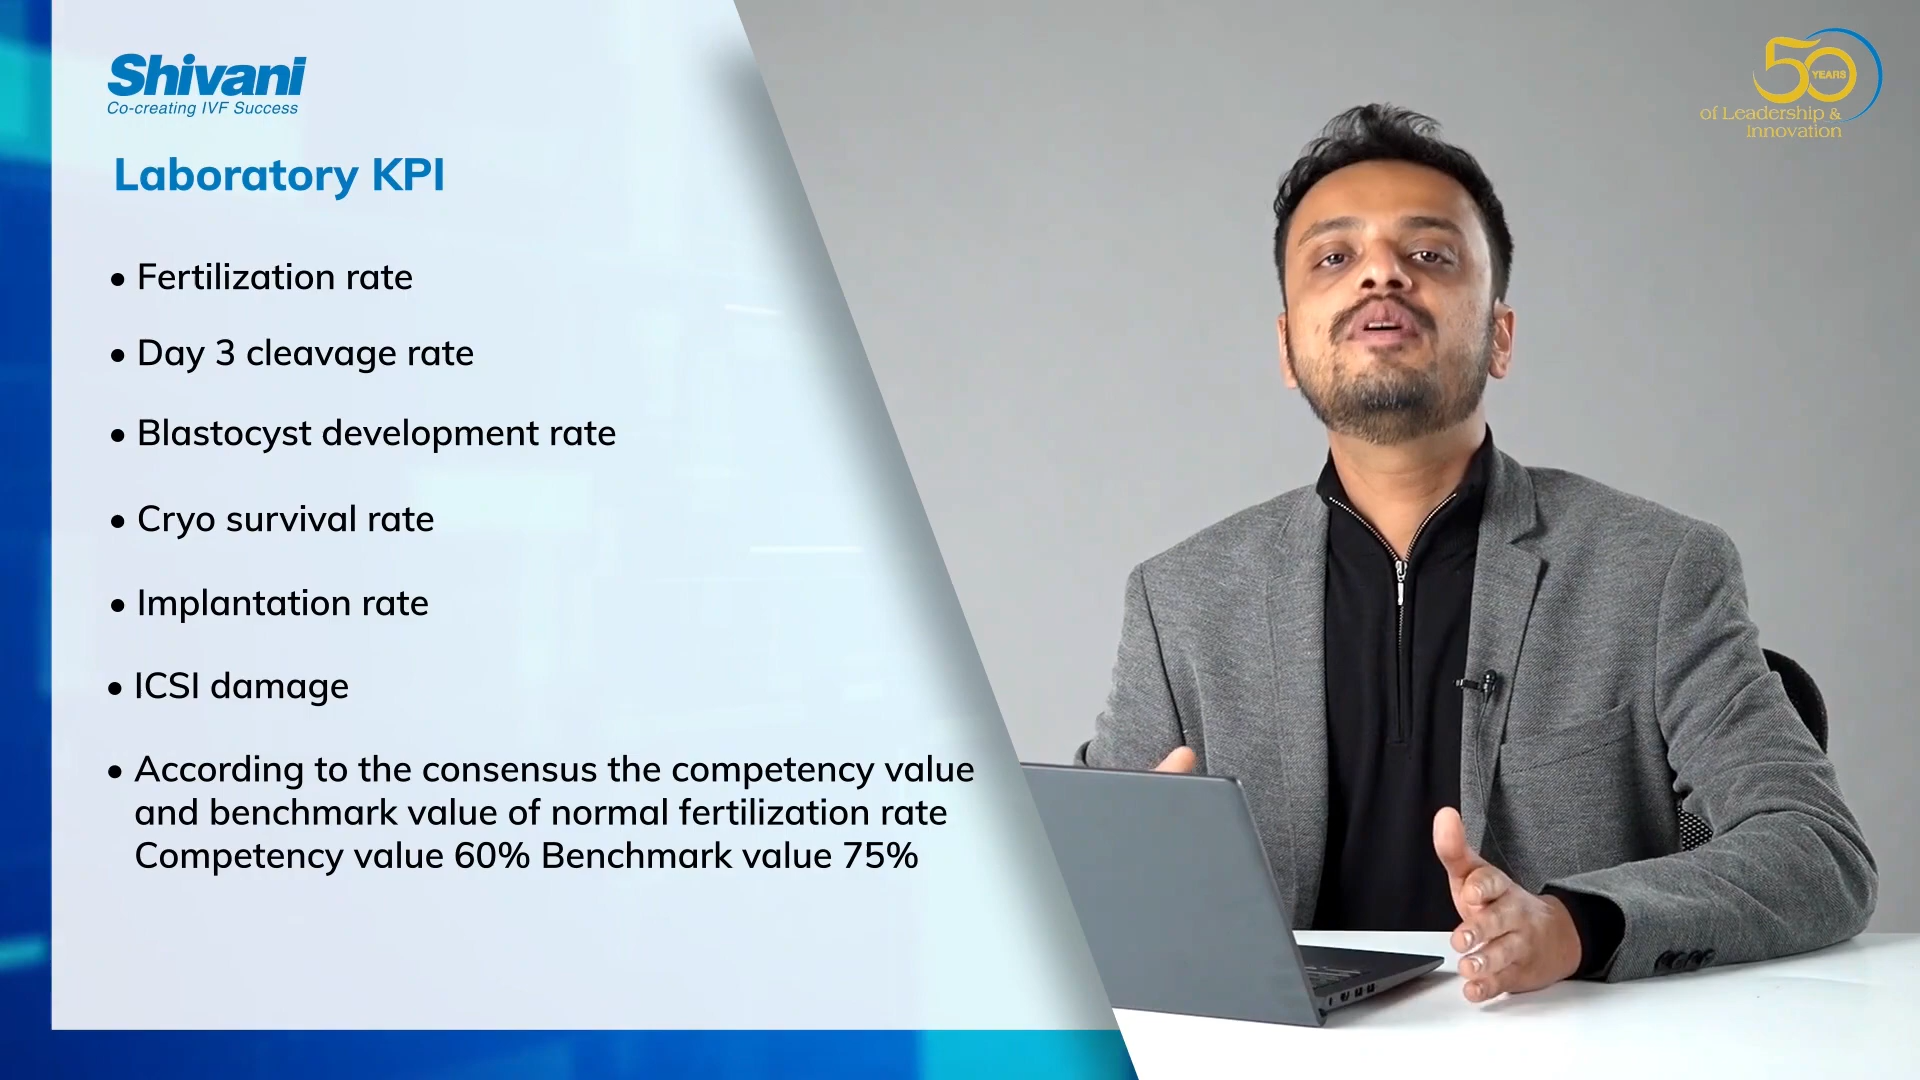 Shivani
Co-creating IVF Success
50
YEARS
of Leadership &
Innovation
Laboratory KPI
• Fertilization rate
• Day 3 cleavage rate
• Blastocyst development rate
• Cryo survival rate
• Implantation rate
• ICSI damage
• According to the consensus the competency value
and benchmark value of normal fertilization rate
Competency value 60% Benchmark value 75%